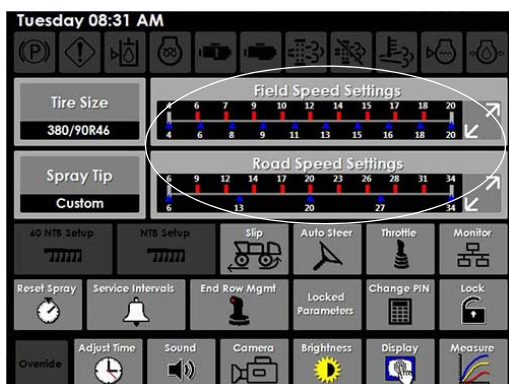 Tuesday 08:31 AM
Tire Size
380/90R46
Field Speed Settings
4 6 7 9 10 12 14 15 17 18 20
4 6 8 9 11 13 15 16 18 20
Spray Tip
Custom
Road Speed Settings
6 9 12 14 17 20 23 26 28 31 34
6 13 20 27 34
60 NTB Setup
NTB Setup
Slip
Auto Steer
Throttle
Monitor
Reset Spray
Service Intervals
End Row Mgmt
Locked
Parameters
Change PIN
Lock
Override
Adjust Time
Sound
Camera
Brightness
Display
Measure